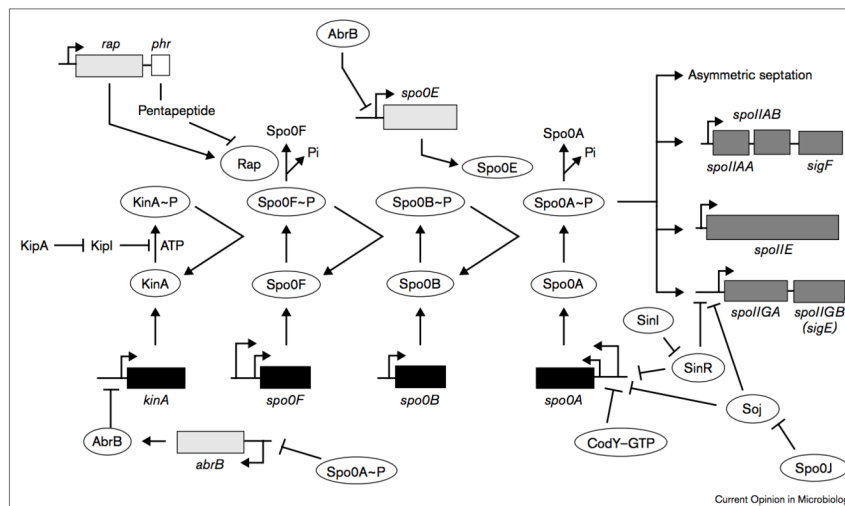 rap phr
AbrB
spo0E
Asymmetric septation
Pentapeptide
spoIIAB
Spo0F
Spo0A
Pi
Pi
Rap
Spo0E
spoIIAA sigF
KinA~P
Spo0F~P
Spo0B~P
Spo0A~P
KipA KipI ATP
spoIIE
KinA
Spo0F
Spo0B
Spo0A
spoIIGA spoIIGB
(sigE)
SinI
SinR
kinA
spo0F
spo0B
spo0A
Soj
AbrB
abrB
CodY–GTP
Spo0A~P
Spo0J
Current Opinion in Microbiolog